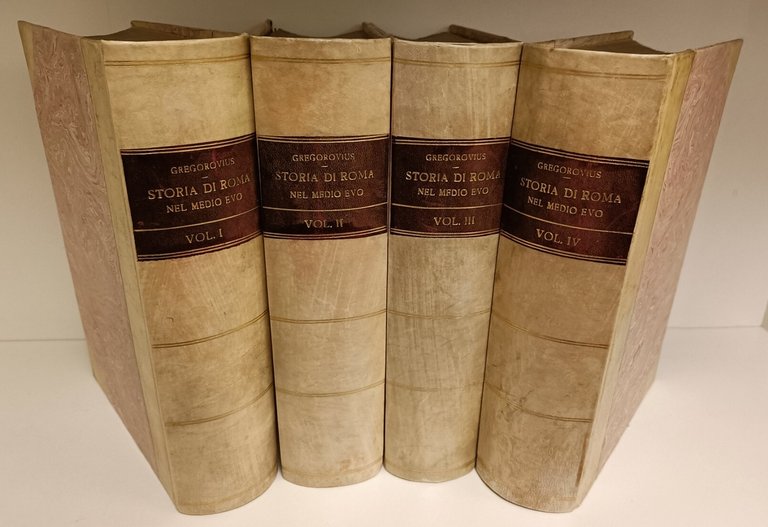 GREGOROVIUS
STORIA DI ROMA
NEL MEDIO EVO
VOL. I
GREGOROVIUS
STORIA DI ROMA
NEL MEDIO EVO
VOL. II
GREGOROVIUS
STORIA DI ROMA
NEL MEDIO EVO
VOL. III
GREGOROVIUS
STORIA DI ROMA
NEL MEDIO EVO
VOL. IV